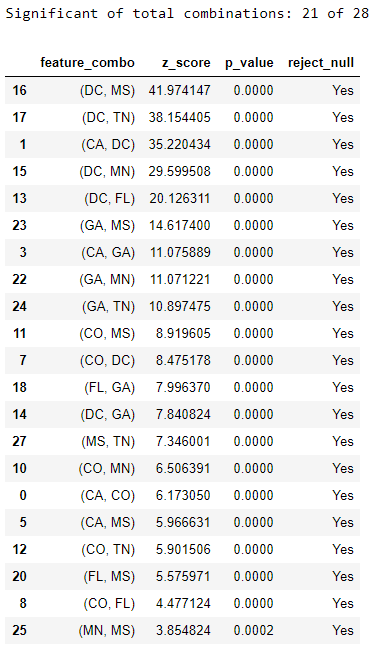 Significant of total combinations: 21 of 28
feature_combo z_score p_value reject_null
16 (DC, MS) 41.974147 0.0000 Yes
17 (DC, TN) 38.154405 0.0000 Yes
1 (CA, DC) 35.220434 0.0000 Yes
15 (DC, MN) 29.599508 0.0000 Yes
13 (DC, FL) 20.126311 0.0000 Yes
23 (GA, MS) 14.617400 0.0000 Yes
3 (CA, GA) 11.075889 0.0000 Yes
22 (GA, MN) 11.071221 0.0000 Yes
24 (GA, TN) 10.897475 0.0000 Yes
11 (CO, MS) 8.919605 0.0000 Yes
7 (CO, DC) 8.475178 0.0000 Yes
18 (FL, GA) 7.996370 0.0000 Yes
14 (DC, GA) 7.840824 0.0000 Yes
27 (MS, TN) 7.346001 0.0000 Yes
10 (CO, MN) 6.506391 0.0000 Yes
0 (CA, CO) 6.173050 0.0000 Yes
5 (CA, MS) 5.966631 0.0000 Yes
12 (CO, TN) 5.901506 0.0000 Yes
20 (FL, MS) 5.575971 0.0000 Yes
8 (CO, FL) 4.477124 0.0000 Yes
25 (MN, MS) 3.854824 0.0002 Yes